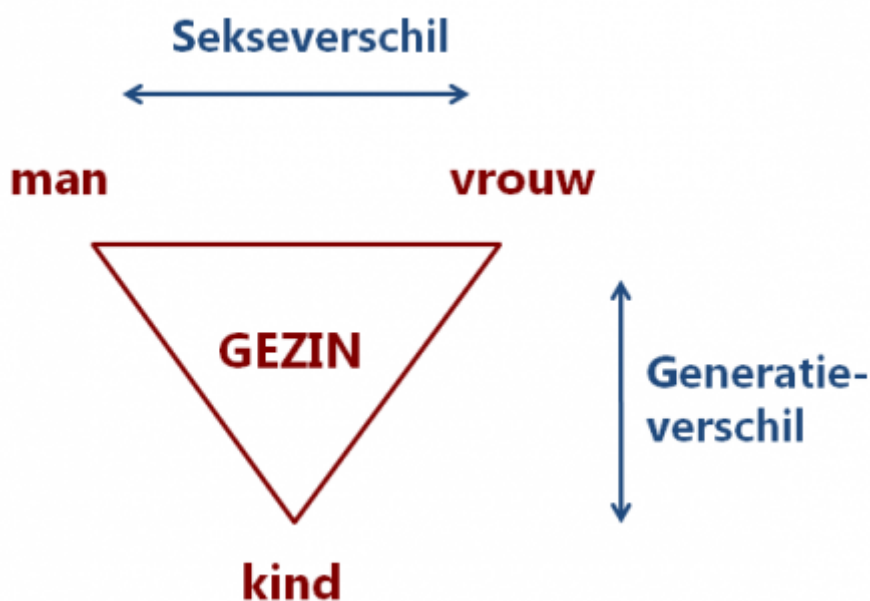 Sekseverschil
man
vrouw
GEZIN
Generatie-
verschil
kind